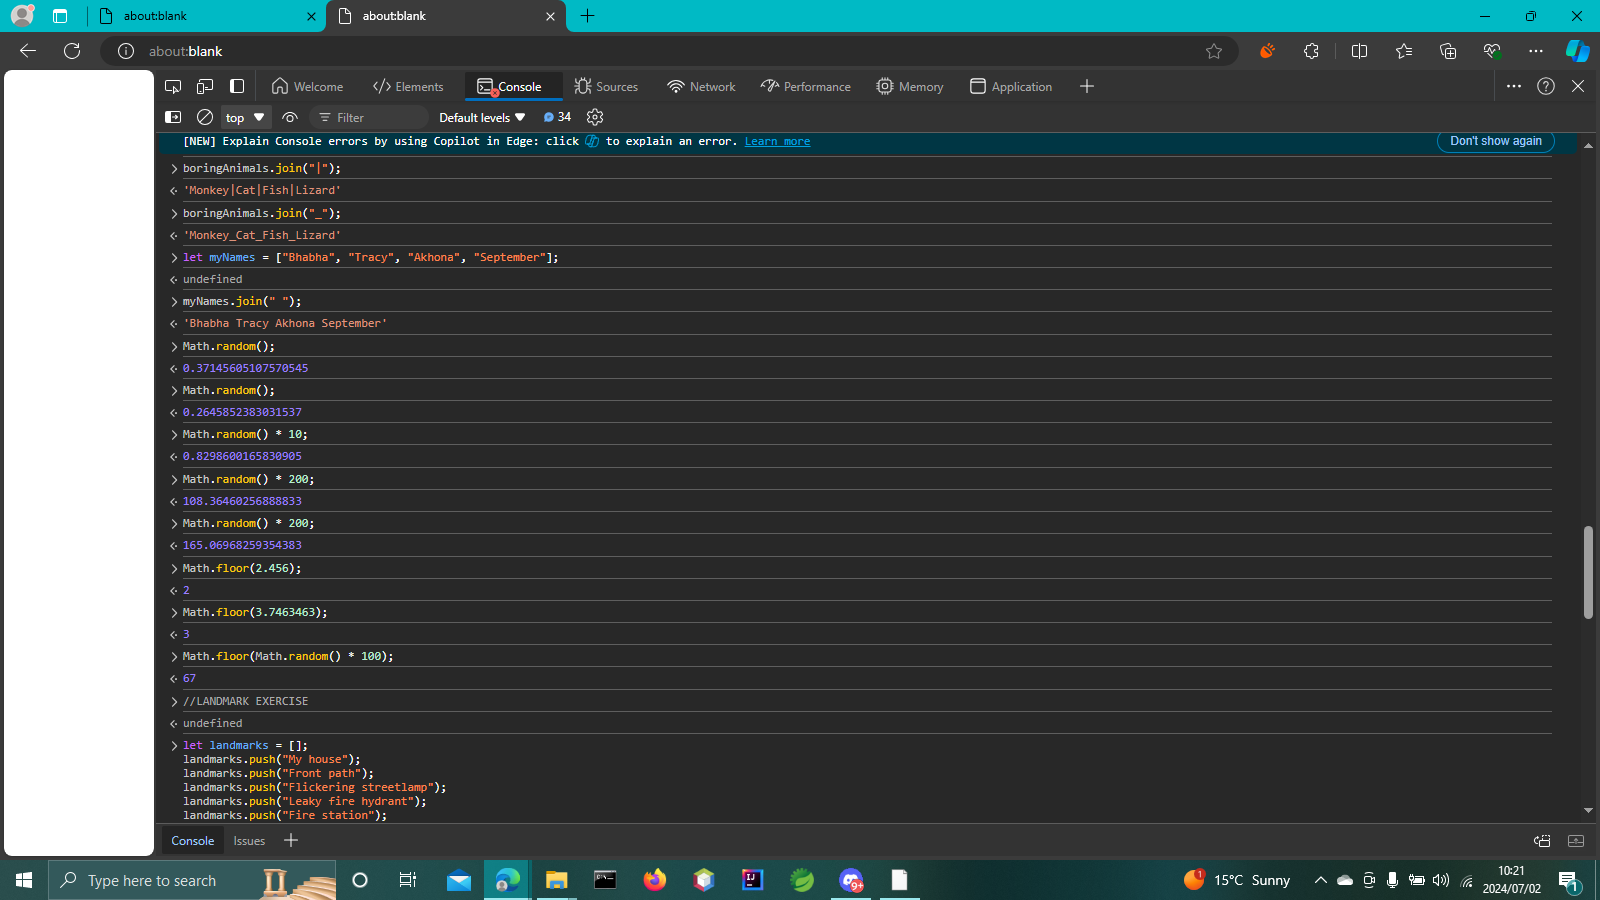 about:blank
about:blank
about:blank
Welcome
Elements
Console
Sources
Network
Performance
Memory
Application
top
Filter
Default levels
34
[NEW] Explain Console errors by using Copilot in Edge: click to explain an error. Learn more
Don't show again
boringAnimals.join("|");
'Monkey|Cat|Fish|Lizard'
boringAnimals.join("_");
'Monkey_Cat_Fish_Lizard'
let myNames = ["Bhabha", "Tracy", "Akhona", "September"];
undefined
myNames.join(" ");
'Bhabha Tracy Akhona September'
Math.random();
0.37145605107570545
Math.random();
0.2645852383031537
Math.random() * 10;
0.8298600165830905
Math.random() * 200;
108.36460256888833
Math.random() * 200;
165.06968259354383
Math.floor(2.456);
2
Math.floor(3.7463463);
3
Math.floor(Math.random() * 100);
67
//LANDMARK EXERCISE
undefined
let landmarks = [];
landmarks.push("My house");
landmarks.push("Front path");
landmarks.push("Flickering streetlamp");
landmarks.push("Leaky fire hydrant");
landmarks.push("Fire station");
Console
Issues
Type here to search
9+
1
15°C Sunny
10:21
2024/07/02
1